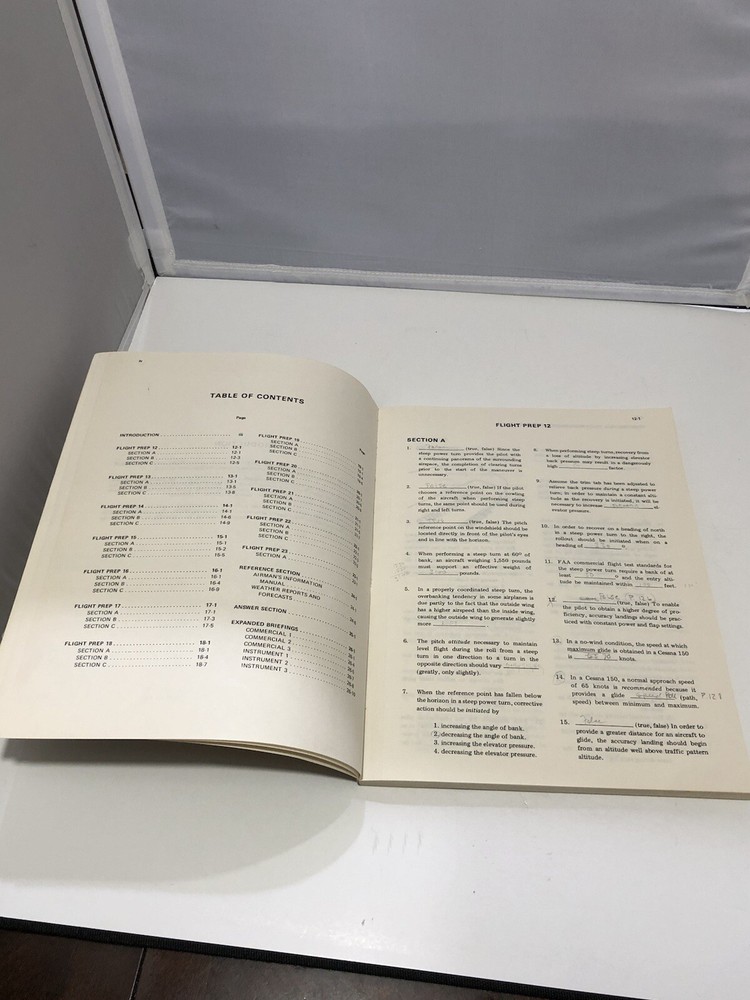 TABLE OF CONTENTS
Page
INTRODUCTION iii
FLIGHT PREP 12 12-1
SECTION A 12-1
SECTION B 12-3
SECTION C 12-5
FLIGHT PREP 13 13-1
SECTION A 13-1
SECTION B 13-5
SECTION C 13-8
FLIGHT PREP 14 14-1
SECTION A 14-1
SECTION B 14-6
SECTION C 14-9
FLIGHT PREP 15 15-1
SECTION A 15-1
SECTION B 15-2
SECTION C 15-5
FLIGHT PREP 16 16-1
SECTION A 16-1
SECTION B 16-4
SECTION C 16-9
FLIGHT PREP 17 17-1
SECTION A 17-1
SECTION B 17-3
SECTION C 17-5
FLIGHT PREP 18 18-1
SECTION A 18-1
SECTION B 18-4
SECTION C 18-7
Page
FLIGHT PREP 19
SECTION A
SECTION B
SECTION C
FLIGHT PREP 20
SECTION A
SECTION B
SECTION C
FLIGHT PREP 21
SECTION A
SECTION B
SECTION C
FLIGHT PREP 22
SECTION A
SECTION B
SECTION C
FLIGHT PREP 23
SECTION A
REFERENCE SECTION
AIRMAN'S INFORMATION
MANUAL
WEATHER REPORTS AND
FORECASTS
ANSWER SECTION
EXPANDED BRIEFINGS
COMMERCIAL 1
COMMERCIAL 2
COMMERCIAL 3
INSTRUMENT 1
INSTRUMENT 2
INSTRUMENT 3
12-1
FLIGHT PREP 12
SECTION A
1. False (true, false) Since the
steep power turn provides the pilot with
a continuing panorama of the surrounding
airspace, the completion of clearing turns
prior to the start of the maneuver is
unnecessary.
2. False (true, false) If the pilot
chooses a reference point on the cowling
of the aircraft when performing steep
turns, the same point should be used during
right and left turns.
3. (true, false) The pitch
reference point on the windshield should be
located directly in front of the pilot's eyes
and in line with the horizon.
4. When performing a steep turn at 60° of
bank, an aircraft weighing 1,550 pounds
must support an effective weight of
pounds.
5. In a properly coordinated steep turn, the
overbanking tendency in some airplanes is
due partly to the fact that the outside wing
has a higher airspeed than the inside wing,
causing the outside wing to generate slightly
more
6. The pitch attitude necessary to maintain
level flight during the roll from a steep
turn in one direction to a turn in the
opposite direction should vary
(greatly, only slightly).
7. When the reference point has fallen below
the horizon in a steep power turn, corrective
action should be initiated by
1. increasing the angle of bank.
2. decreasing the angle of bank.
3. increasing the elevator pressure.
4. decreasing the elevator pressure.
8. When performing steep turns, recovery from
a loss of altitude by increasing elevator
back pressure may result in a dangerously
high factor
9. Assume the trim tab has been adjusted to
relieve back pressure during a steep power
turn; in order to maintain a constant alti-
tude as the recovery is initiated, it will be
necessary to increase el-
evator pressure.
10. In order to recover on a heading of north
in a steep power turn to the right, the
rollout should be initiated when on a
heading of
11. FAA commercial flight test standards for
the steep power turn require a bank of at
least ° and the entry alti-
tude be maintained within feet.
12. False (true, false) To enable
the pilot to obtain a higher degree of pro-
ficiency, accuracy landings should be prac-
ticed with constant power and flap settings.
13. In a no-wind condition, the speed at which
maximum glide is obtained in a Cessna 150
is knots.
14. In a Cessna 150, a normal approach speed
of 65 knots is recommended because it
provides a glide (path,
speed) between minimum and maximum.
15. False (true, false) In order to
provide a greater distance for an aircraft to
glide, the accuracy landing should begin
from an altitude well above traffic pattern
altitude.